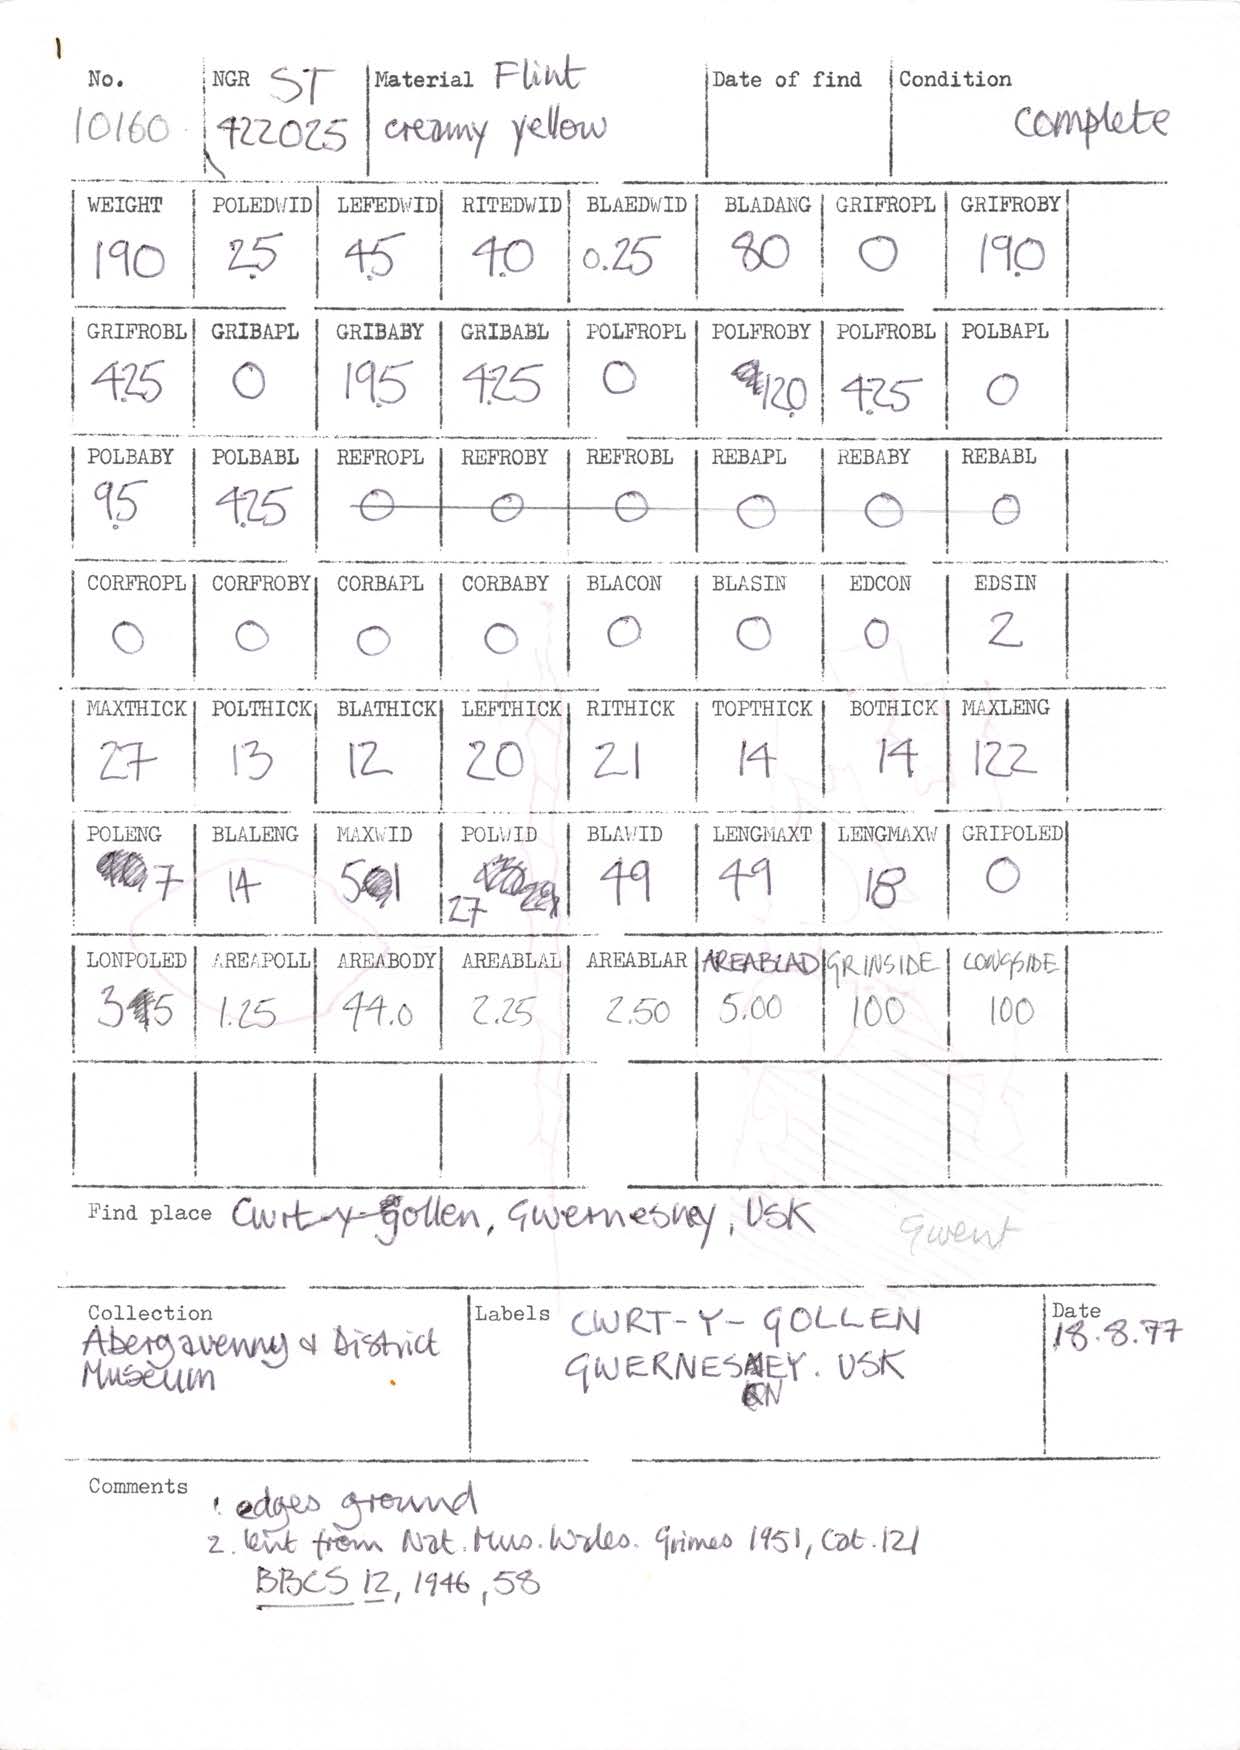 No. NGR ST Material Flint Date of find Condition
10160 422025 creamy yellow complete
WEIGHT POLEDWID LEFEDWID RITEDWID BLAEDWID BLADANG GRIFROPL GRIFROBY
190 2.5 4.5 4.0 0.25 80 0 19.0
GRIFROBL GRIBAPL GRIBABY GRIBABL POLFROPL POLFROBY POLFROBL POLBAPL
4.25 0 19.5 4.25 0 12.0 4.25 0
POLBABY POLBABL REFROPL REFROBY REFROBL REBAPL REBABY REBABL
9.5 4.25 0 0 0 0 0 0
CORFROPL CORFROBY CORBAPL CORBABY BLACON BLASIN EDCON EDSIN
0 0 0 0 0 0 0 2
MAXTHICK POLTHICK BLATHICK LEFTHICK RITHICK TOPTHICK BOTHICK MAXLENG
27 13 12 20 21 14 14 122
POLENG BLALENG MAXWID POLWID BLAWID LENGMAXT LENGMAXW GRIPOLED
7 14 51 27 49 49 18 0
LONPOLED AREAPOLL AREABODY AREABLAL AREABLAR AREABLAD GRINSIDE LONGSIDE
35 1.25 44.0 2.25 2.50 5.00 100 100
Find place Cwrt-y-Gollen, Gwernesney, Usk Gwent
Collection Labels CWRT-Y-GOLLEN Date
Abergavenny & District GWERNESNEY. USK 18.8.77
Museum N
Comments 1. edges ground
2. lent from Nat. Mus. Wales. Grimes 1951, Cat. 121
BBCS 12, 1946, 58